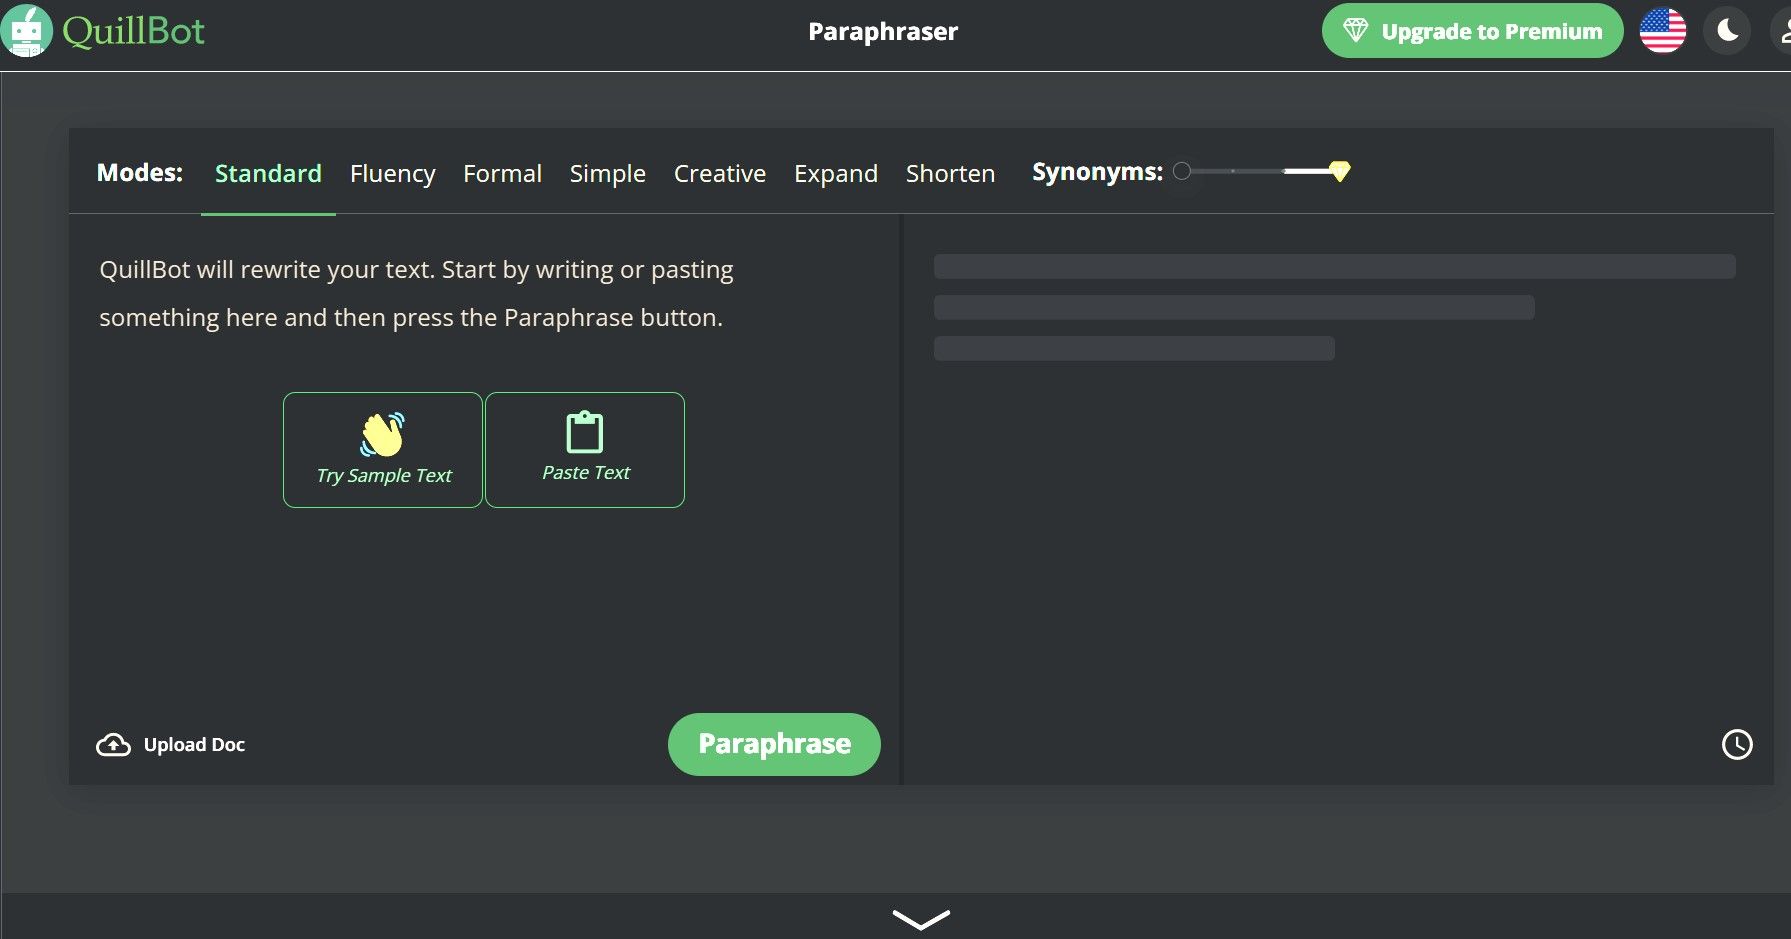 QuillBot
Paraphraser
Upgrade to Premium
Modes: Standard Fluency Formal Simple Creative Expand Shorten Synonyms:
QuillBot will rewrite your text. Start by writing or pasting
something here and then press the Paraphrase button.
Try Sample Text
Paste Text
Upload Doc
Paraphrase